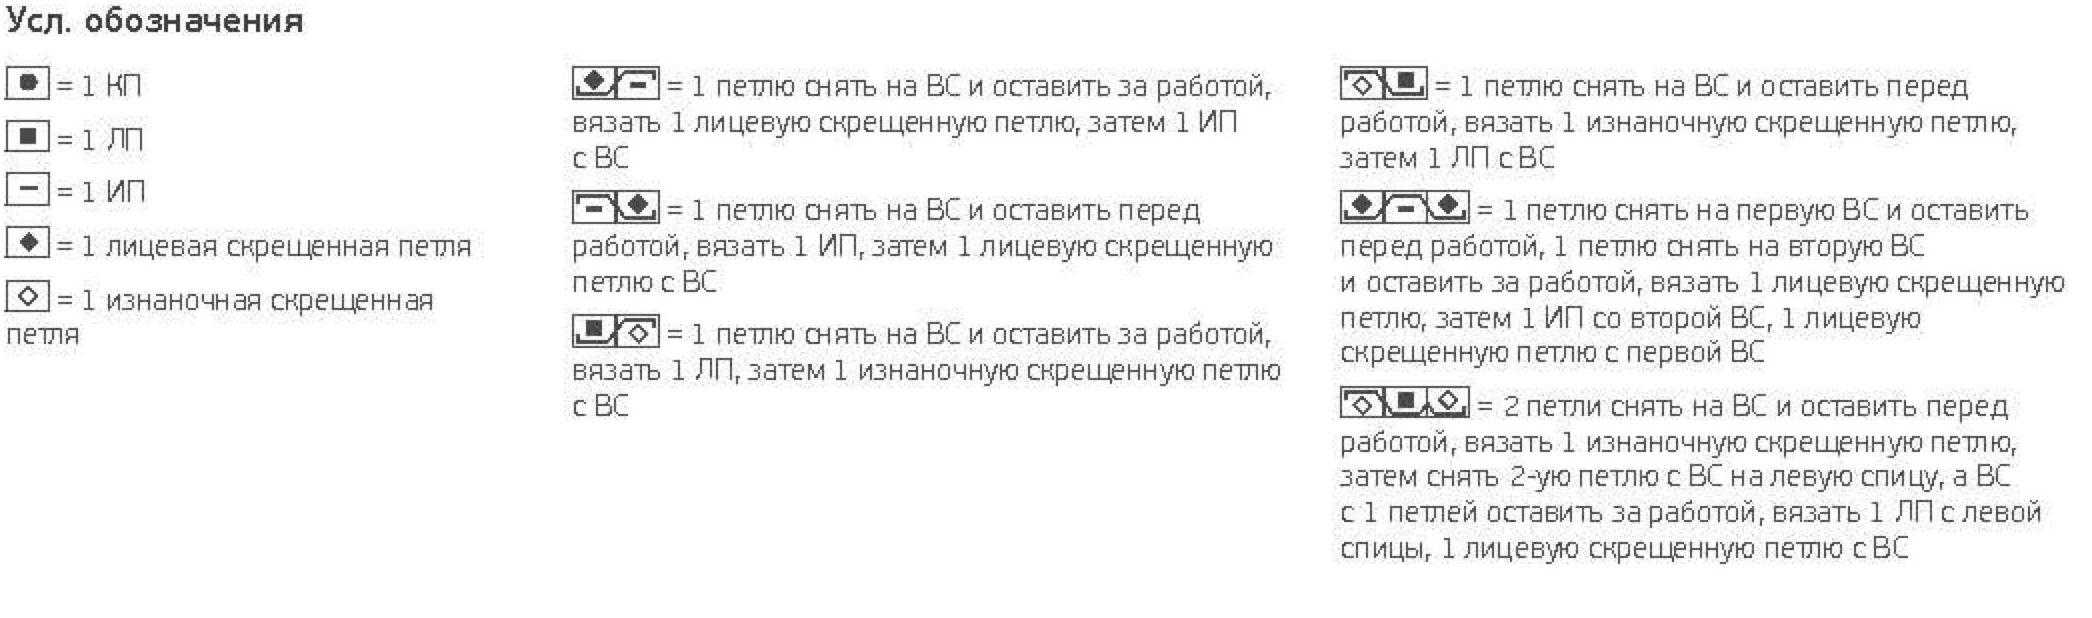 Усл. обозначения
= 1 КП
= 1 ЛП
= 1 ИП
= 1 лицевая скрещенная петля
= 1 изнаночная скрещенная
петля
= 1 петлю снять на ВС и оставить за работой,
вязать 1 лицевую скрещенную петлю, затем 1 ИП
с ВС
= 1 петлю снять на ВС и оставить перед
работой, вязать 1 ИП, затем 1 лицевую скрещенную
петлю с ВС
= 1 петлю снять на ВС и оставить за работой,
вязать 1 ЛП, затем 1 изнаночную скрещенную петлю
с ВС
= 1 петлю снять на ВС и оставить перед
работой, вязать 1 изнаночную скрещенную петлю,
затем 1 ЛП с ВС
= 1 петлю снять на первую ВС и оставить
перед работой, 1 петлю снять на вторую ВС
и оставить за работой, вязать 1 лицевую скрещенную
петлю, затем 1 ИП со второй ВС, 1 лицевую
скрещенную петлю с первой ВС
= 2 петли снять на ВС и оставить перед
работой, вязать 1 изнаночную скрещенную петлю,
затем снять 2-ую петлю с ВС на левую спицу, а ВС
с 1 петлей оставить за работой, вязать 1 ЛП с левой
спицы, 1 лицевую скрещенную петлю с ВС